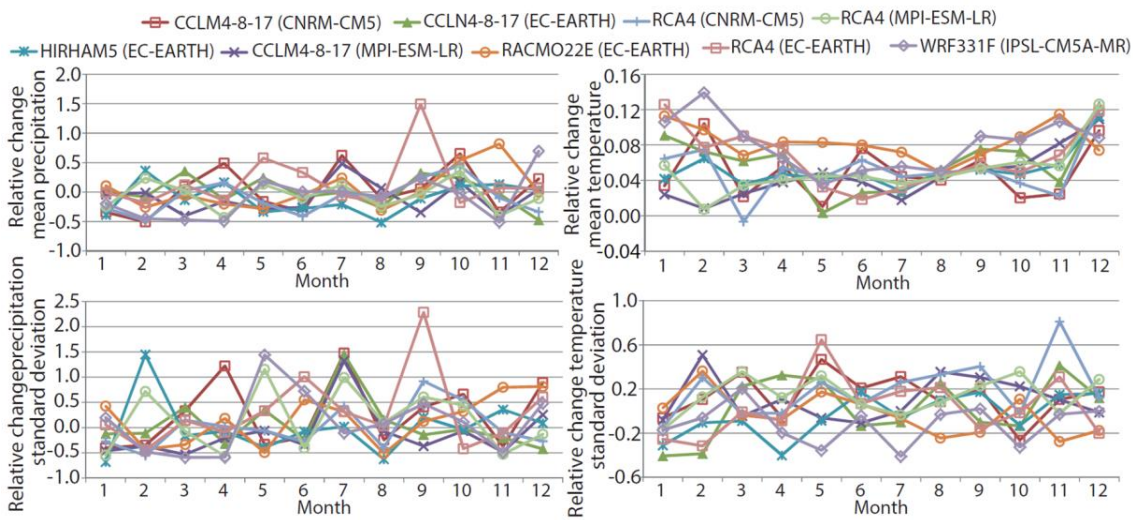 CCLM4-8-17 (CNRM-CM5) CCLN4-8-17 (EC-EARTH) RCA4 (CNRM-CM5) RCA4 (MPI-ESM-LR)
HIRHAM5 (EC-EARTH) CCLM4-8-17 (MPI-ESM-LR) RACMO22E (EC-EARTH) RCA4 (EC-EARTH) WRF331F (IPSL-CM5A-MR)
Relative change
mean precipitation
2.0
1.5
1.0
0.5
0.0
-0.5
-1.0
1 2 3 4 5 6 7 8 9 10 11 12
Month
Relative change
mean temperature
0.16
0.12
0.08
0.04
0.00
-0.04
1 2 3 4 5 6 7 8 9 10 11 12
Month
Relative changeprecipitation
standard deviation
2.5
2.0
1.5
1.0
0.5
0.0
-0.5
-1.0
1 2 3 4 5 6 7 8 9 10 11 12
Month
Relative change temperature
standard deviation
1.0
0.6
0.2
-0.2
-0.6
1 2 3 4 5 6 7 8 9 10 11 12
Month